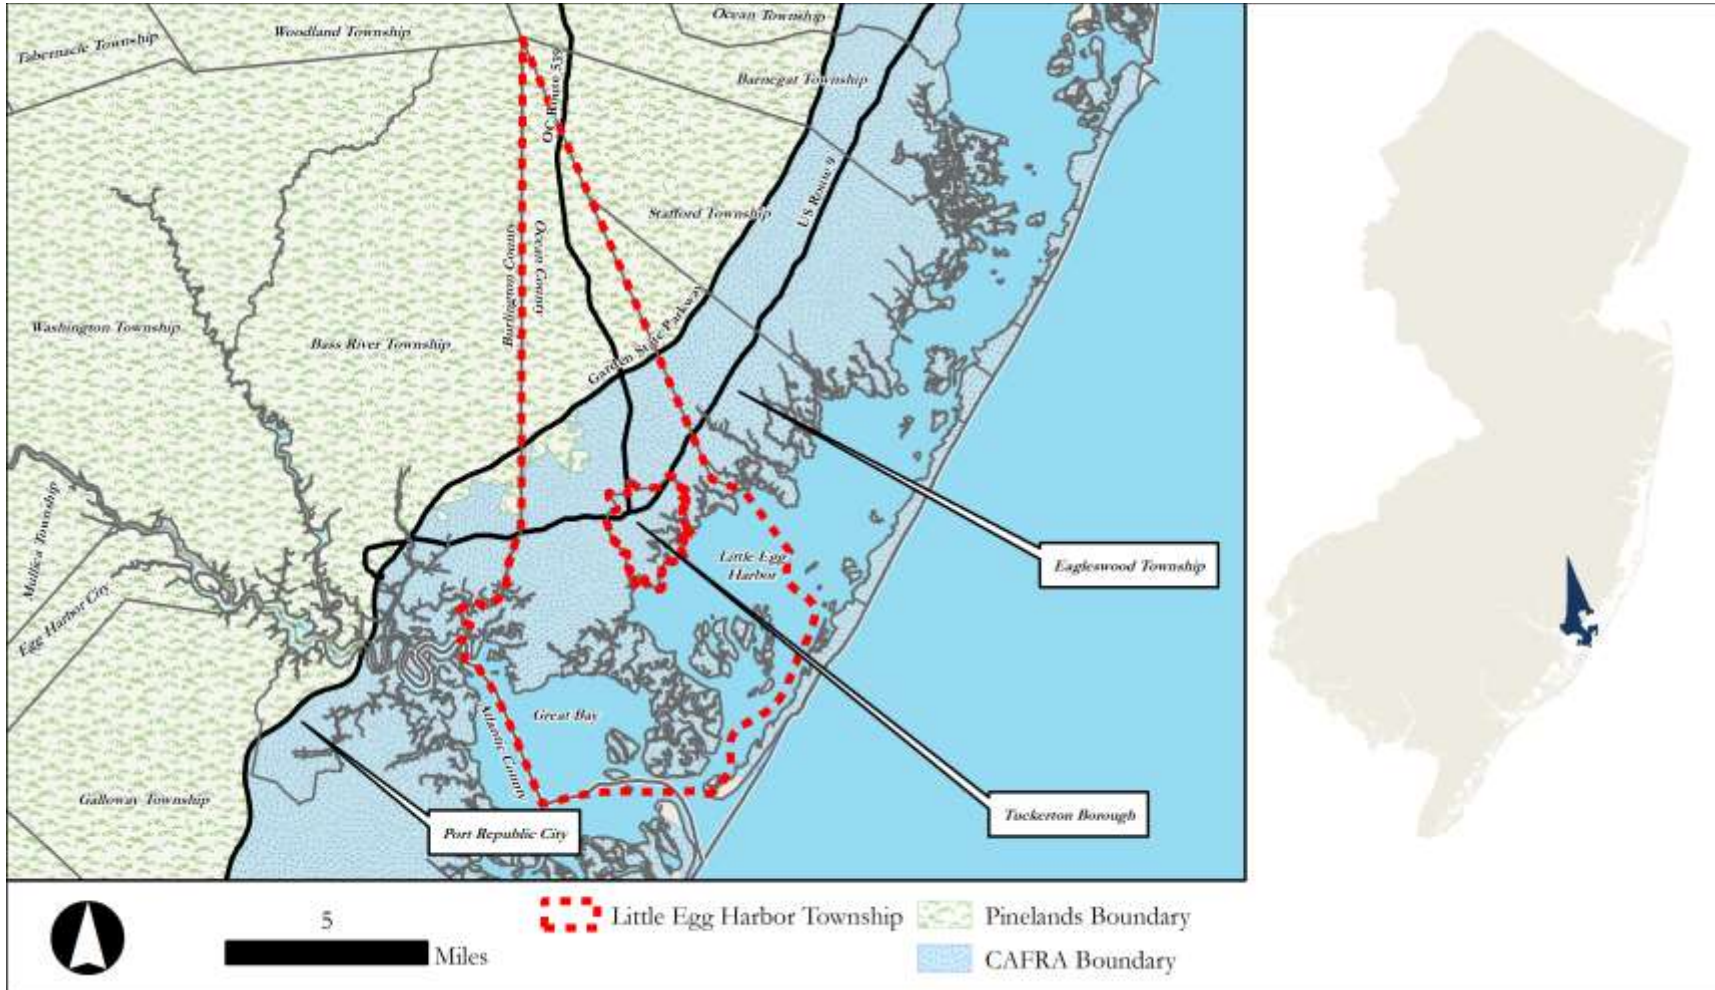 Ocean Township
Woodland Township
Tabernacle Township
OC Route 539
Barnegat Township
US Route 9
Stafford Township
Burlington County
Ocean County
Washington Township
Bass River Township
Garden State Parkway
Mullica Township
Little Egg
Harbor
Eagleswood Township
Egg Harbor City
Great Bay
Atlantic County
Galloway Township
Port Republic City
Tuckerton Borough
5
Miles
Little Egg Harbor Township
Pinelands Boundary
CAFRA Boundary